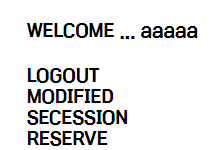 WELCOME ... aaaaa
LOGOUT
MODIFIED
SECESSION
RESERVE